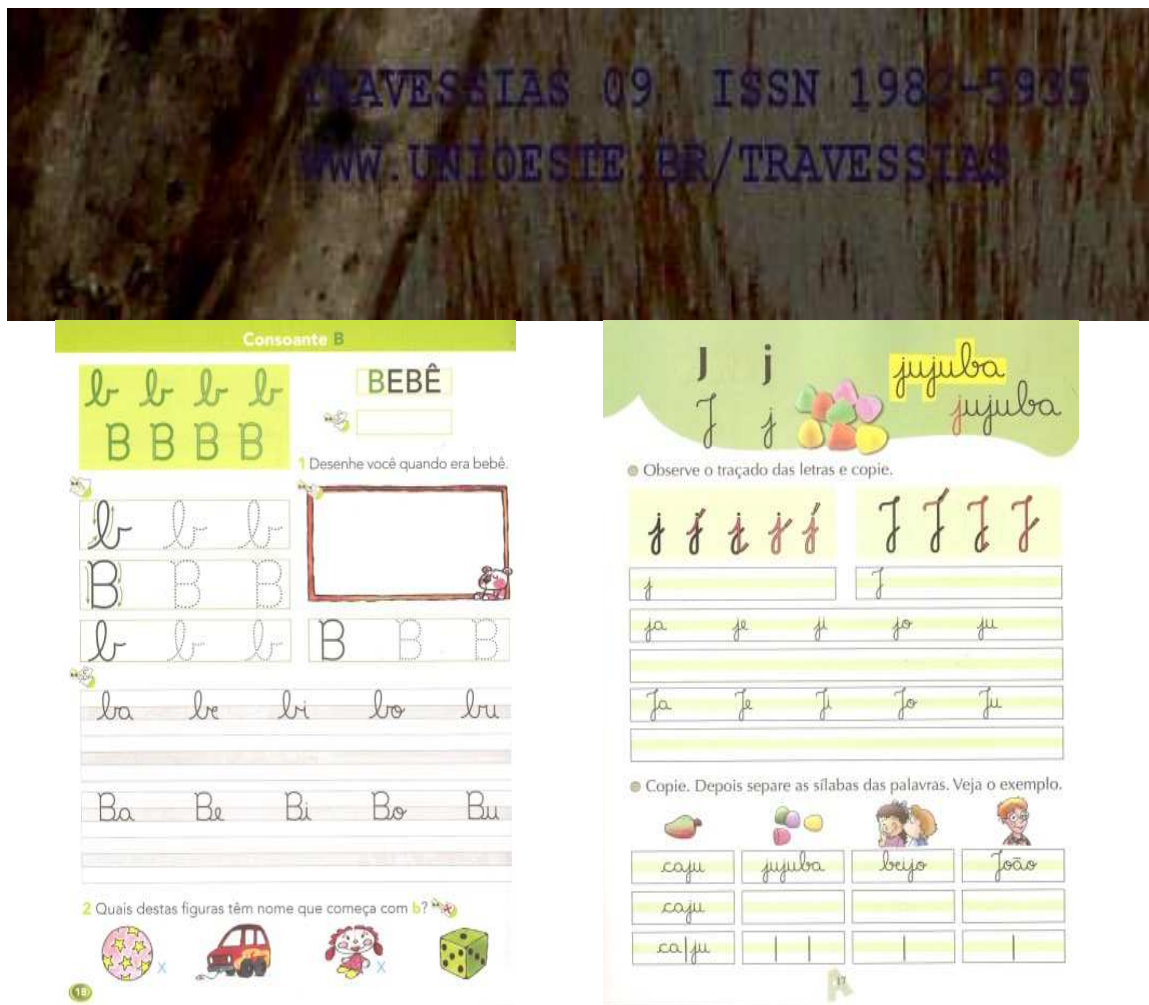 TRAVESSIAS 09 ISSN 1982-5935
WWW.UNIOESTE.BR/TRAVESSIAS
Consoante B
b b b b
B B B B
BEBÊ
1 Desenhe você quando era bebê.
b b b
B B B
b b b B B B
ba be bi bo bu
Ba Be Bi Bo Bu
2 Quais destas figuras têm nome que começa com b? x
x x
18
J j
J j
jujuba
jujuba
Observe o traçado das letras e copie.
j j j j j J J J J
j J
ja je ji jo ju
Ja Je Ji Jo Ju
Copie. Depois separe as sílabas das palavras. Veja o exemplo.
caju jujuba beijo João
caju
ca|ju
17